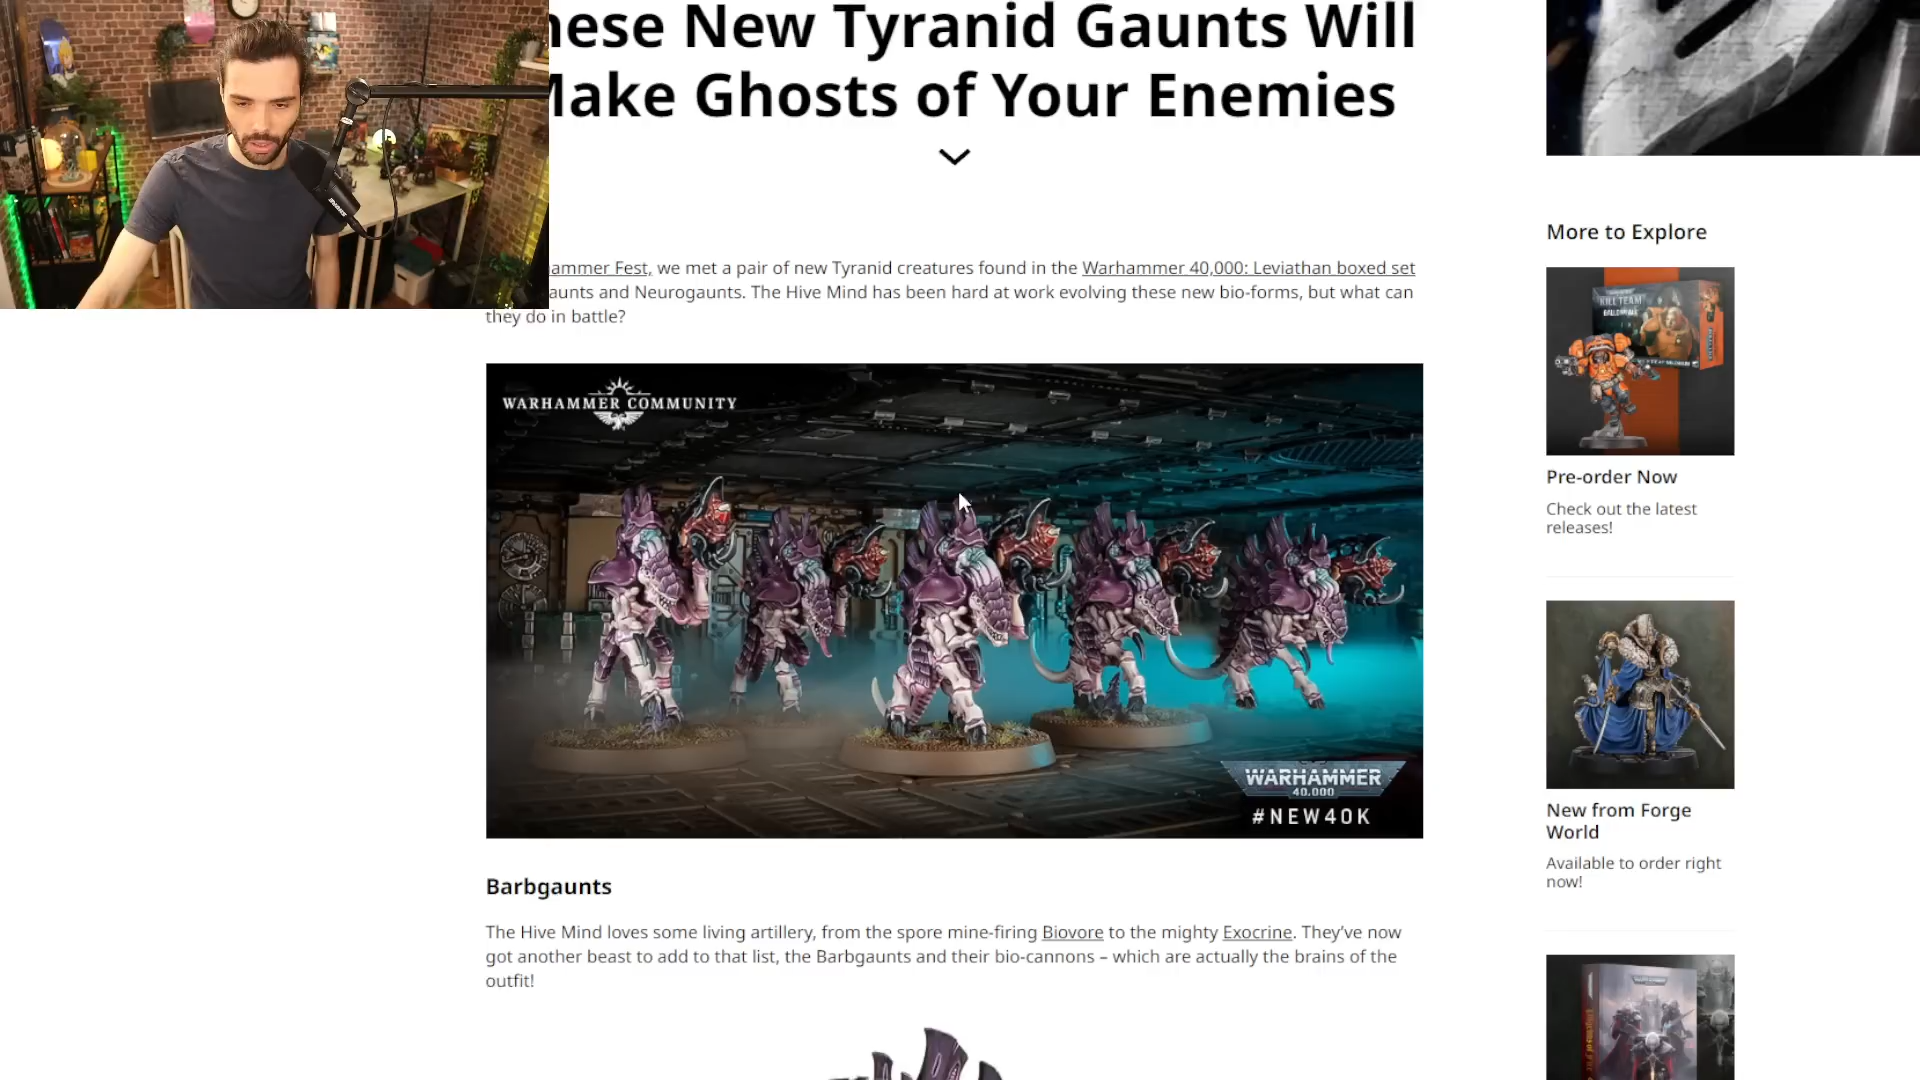 hese New Tyranid Gaunts Will
Make Ghosts of Your Enemies
ammer Fest, we met a pair of new Tyranid creatures found in the Warhammer 40,000: Leviathan boxed set
aunts and Neurogaunts. The Hive Mind has been hard at work evolving these new bio-forms, but what can
they do in battle?
WARHAMMER COMMUNITY
WARHAMMER
40,000
#NEW40K
Barbgaunts
The Hive Mind loves some living artillery, from the spore mine-firing Biovore to the mighty Exocrine. They've now
got another beast to add to that list, the Barbgaunts and their bio-cannons – which are actually the brains of the
outfit!
More to Explore
KILL TEAM
Pre-order Now
Check out the latest
releases!
New from Forge
World
Available to order right
now!